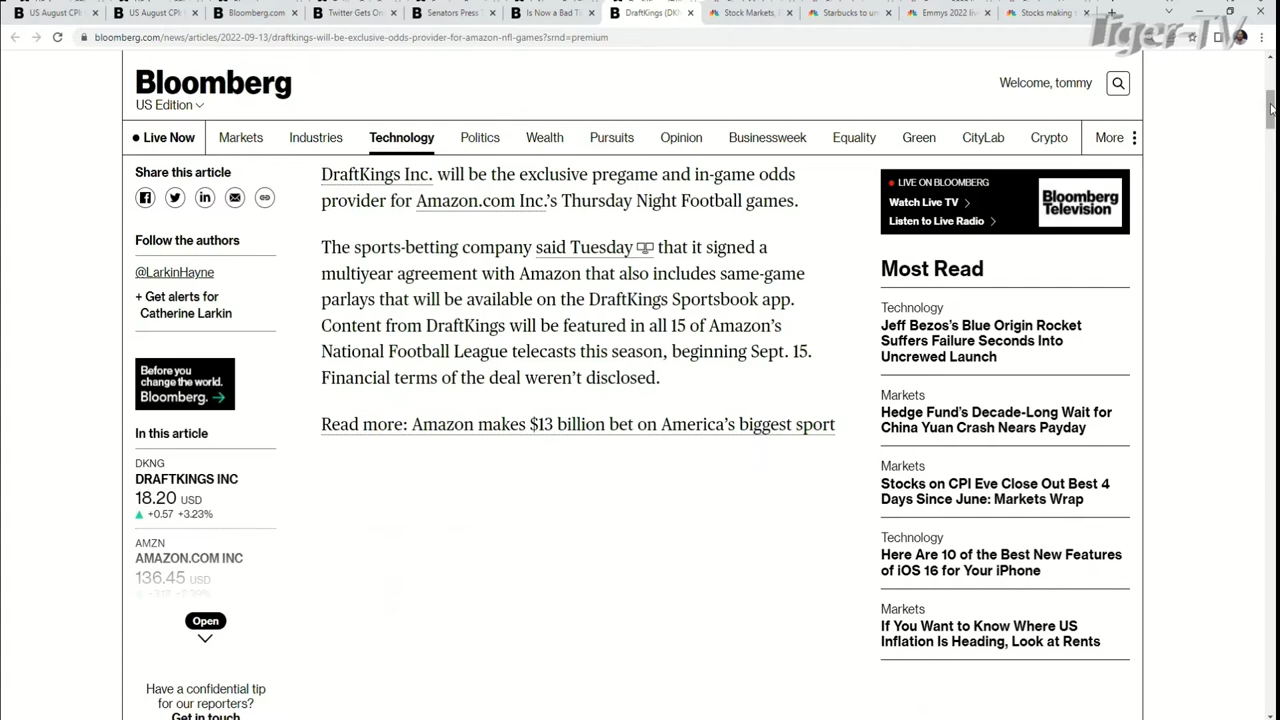 US August CPI
US August CPI
Bloomberg.com
Twitter Gets On
Senators Press T
Is Now a Bad T
DraftKings (DK
Stock Markets,
Starbucks to un
Emmys 2022 liv
Stocks making
Tiger-TV
bloomberg.com/news/articles/2022-09-13/draftkings-will-be-exclusive-odds-provider-for-amazon-nfl-games?srnd=premium
Bloomberg
US Edition
Welcome, tommy
Live Now Markets Industries Technology Politics Wealth Pursuits Opinion Businessweek Equality Green CityLab Crypto More
Share this article
Follow the authors
@LarkinHayne
+ Get alerts for
Catherine Larkin
Before you
change the world.
Bloomberg.
In this article
DKNG
DRAFTKINGS INC
18.20 USD
+0.57 +3.23%
AMZN
AMAZON.COM INC
136.45 USD
Open
Have a confidential tip
for our reporters?
Get in touch
DraftKings Inc. will be the exclusive pregame and in-game odds
provider for Amazon.com Inc.’s Thursday Night Football games.
The sports-betting company said Tuesday that it signed a
multiyear agreement with Amazon that also includes same-game
parlays that will be available on the DraftKings Sportsbook app.
Content from DraftKings will be featured in all 15 of Amazon’s
National Football League telecasts this season, beginning Sept. 15.
Financial terms of the deal weren’t disclosed.
Read more: Amazon makes $13 billion bet on America’s biggest sport
LIVE ON BLOOMBERG
Watch Live TV
Listen to Live Radio
Bloomberg
Television
Most Read
Technology
Jeff Bezos’s Blue Origin Rocket
Suffers Failure Seconds Into
Uncrewed Launch
Markets
Hedge Fund’s Decade-Long Wait for
China Yuan Crash Nears Payday
Markets
Stocks on CPI Eve Close Out Best 4
Days Since June: Markets Wrap
Technology
Here Are 10 of the Best New Features
of iOS 16 for Your iPhone
Markets
If You Want to Know Where US
Inflation Is Heading, Look at Rents